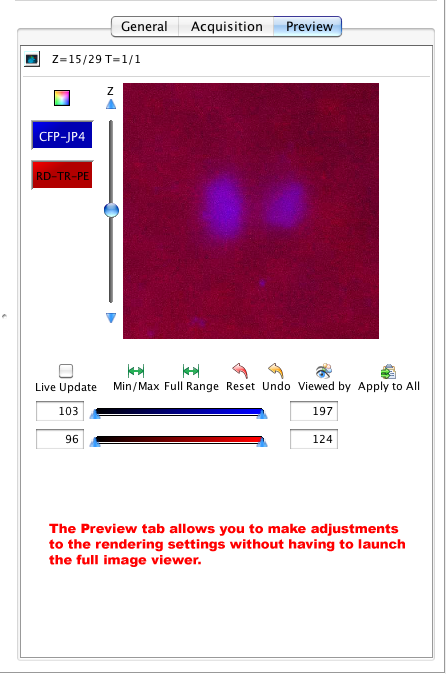 General Acquisition Preview
Z=15/29 T=1/1
Z
CFP-JP4
RD-TR-PE
Live Update Min/Max Full Range Reset Undo Viewed by Apply to All
103 197
96 124
The Preview tab allows you to make adjustments
to the rendering settings without having to launch
the full image viewer.